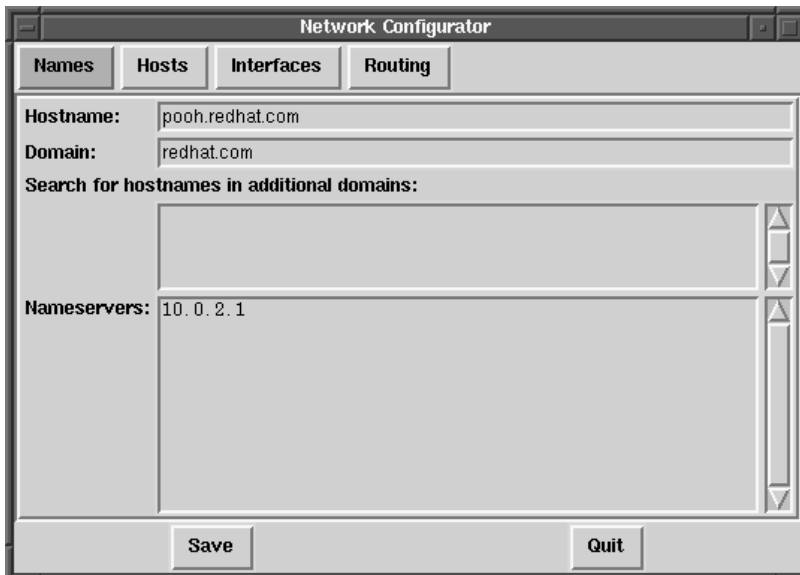 Network Configurator
Names Hosts Interfaces Routing
Hostname: pooh.redhat.com
Domain: redhat.com
Search for hostnames in additional domains:
Nameservers: 10.0.2.1
Save Quit